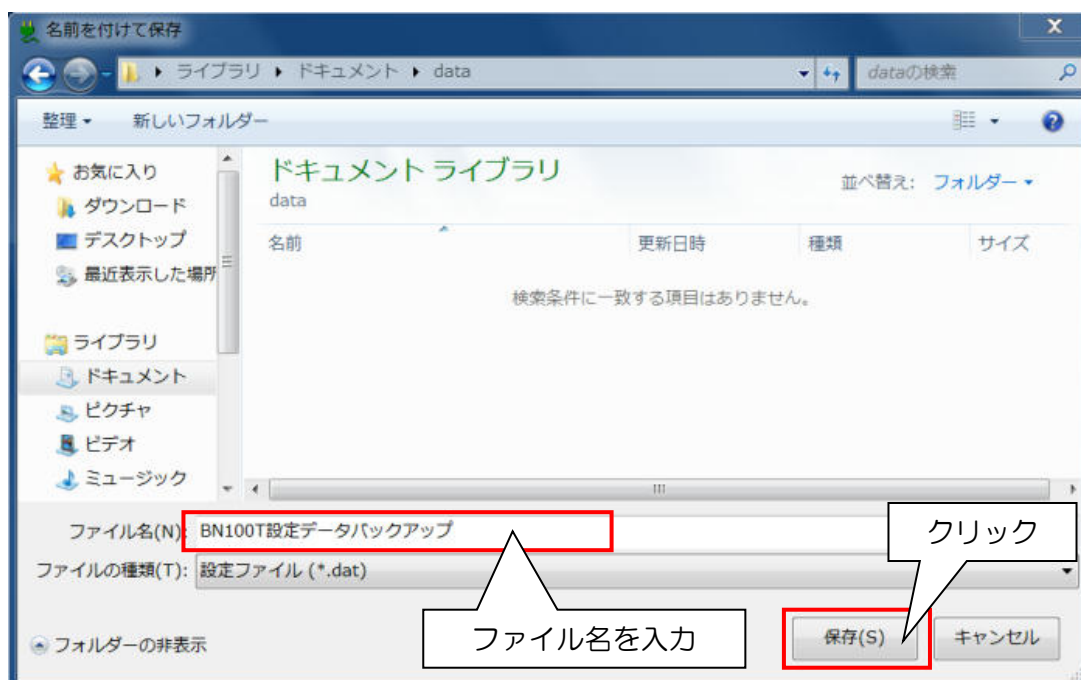 名前を付けて保存
ライブラリ ドキュメント data
dataの検索
整理 新しいフォルダー
お気に入り
ダウンロード
デスクトップ
最近表示した場所
ライブラリ
ドキュメント
ピクチャ
ビデオ
ミュージック
ドキュメント ライブラリ
data
並べ替え: フォルダー
名前 更新日時 種類 サイズ
検索条件に一致する項目はありません。
ファイル名(N): BN100T設定データバックアップ
クリック
ファイルの種類(T): 設定ファイル (*.dat)
ファイル名を入力
フォルダーの非表示
保存(S) キャンセル